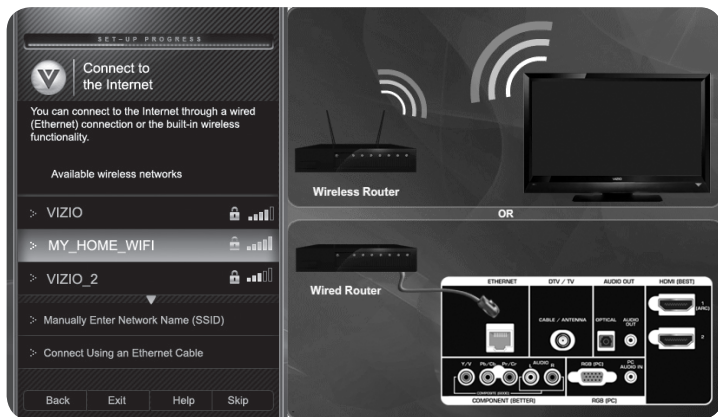 SET-UP PROGRESS
V
Connect to
the Internet
You can connect to the Internet through a wired
(Ethernet) connection or the built-in wireless
functionality.
Available wireless networks
VIZIO
MY_HOME_WIFI
VIZIO_2
Manually Enter Network Name (SSID)
Connect Using an Ethernet Cable
Back Exit Help Skip
Wireless Router
VIZIO
OR
Wired Router
ETHERNET DTV / TV AUDIO OUT HDMI (BEST)
1
(ARC)
CABLE / ANTENNA OPTICAL AUDIO
OUT
2
Y/V Pb/Cb Pr/Cr L AUDIO R RGB (PC) PC
AUDIO IN
COMPOSITE (GOOD)
COMPONENT (BETTER) RGB (PC)